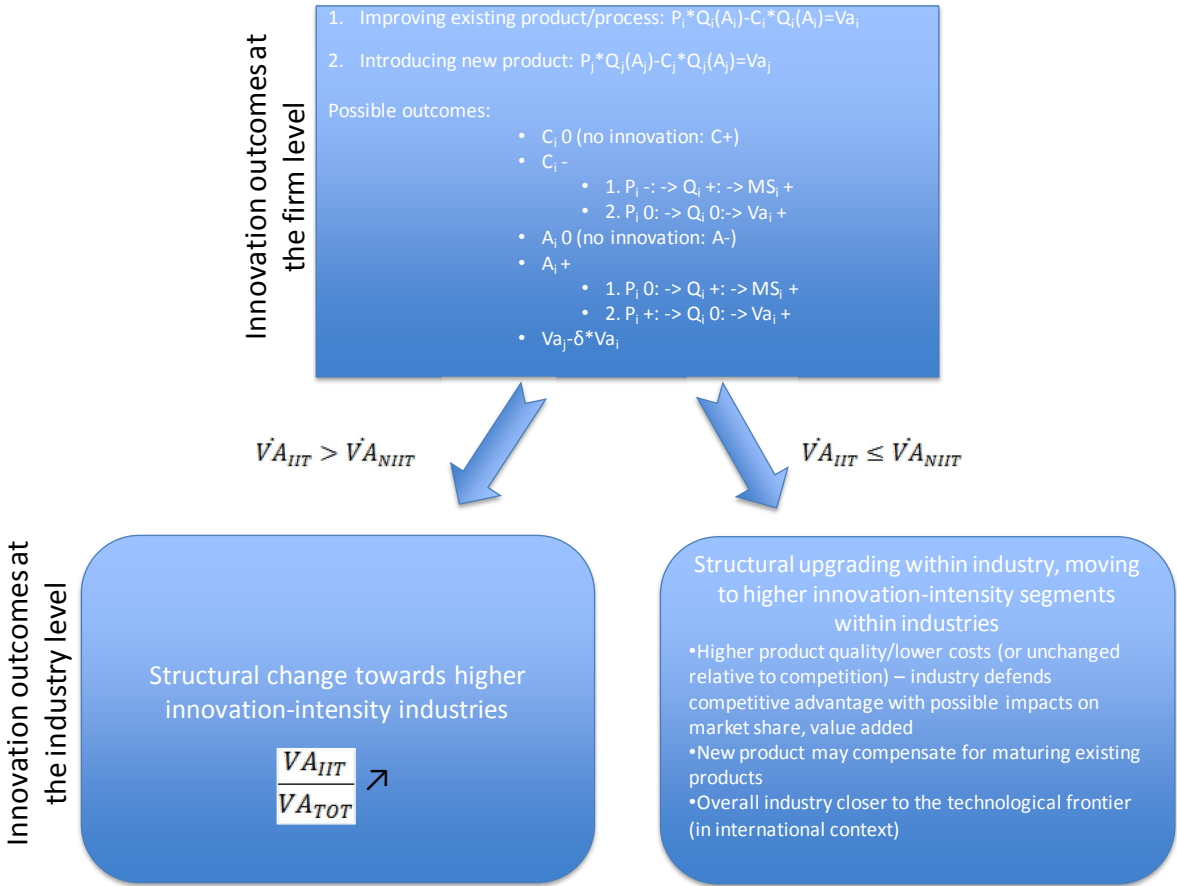 Innovation outcomes at
the firm level
1. Improving existing product/process: Pᵢ*Qᵢ(Aᵢ)-Cᵢ*Qᵢ(Aᵢ)=Vaᵢ
2. Introducing new product: Pⱼ*Qⱼ(Aⱼ)-Cⱼ*Qⱼ(Aⱼ)=Vaⱼ
Possible outcomes:
• Cᵢ 0 (no innovation: C+)
• Cᵢ -
• 1. Pᵢ -: -> Qᵢ +: -> MSᵢ +
• 2. Pᵢ 0: -> Qᵢ 0:-> Vaᵢ +
• Aᵢ 0 (no innovation: A-)
• Aᵢ +
• 1. Pᵢ 0: -> Qᵢ +: -> MSᵢ +
• 2. Pᵢ +: -> Qᵢ 0: -> Vaᵢ +
• Vaⱼ-δ*Vaᵢ
V̇A_IIT > V̇A_NIIT
V̇A_IIT ≤ V̇A_NIIT
Innovation outcomes at
the industry level
Structural change towards higher
innovation-intensity industries
VA_IIT
VA_TOT ↗
Structural upgrading within industry, moving
to higher innovation-intensity segments
within industries
•Higher product quality/lower costs (or unchanged
relative to competition) – industry defends
competitive advantage with possible impacts on
market share, value added
•New product may compensate for maturing existing
products
•Overall industry closer to the technological frontier
(in international context)